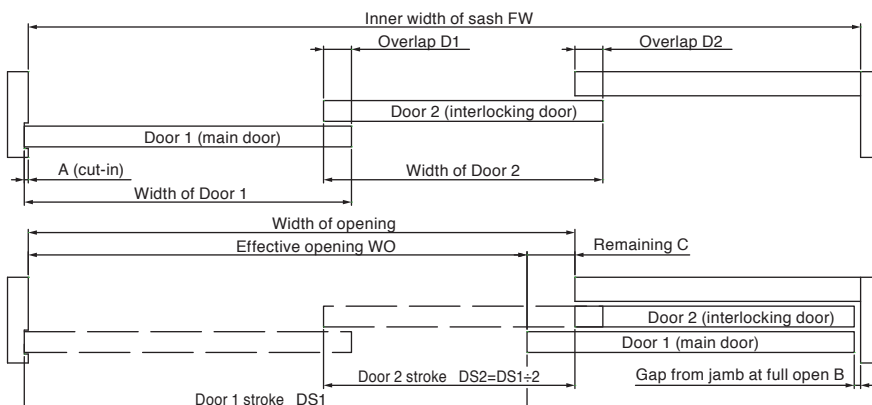 Inner width of sash FW
Overlap D1
Overlap D2
Door 2 (interlocking door)
Door 1 (main door)
A (cut-in)
Width of Door 2
Width of Door 1
Width of opening
Effective opening WO
Remaining C
Door 2 (interlocking door)
Door 1 (main door)
Door 2 stroke DS2=DS1÷2
Gap from jamb at full open B
Door 1 stroke DS1